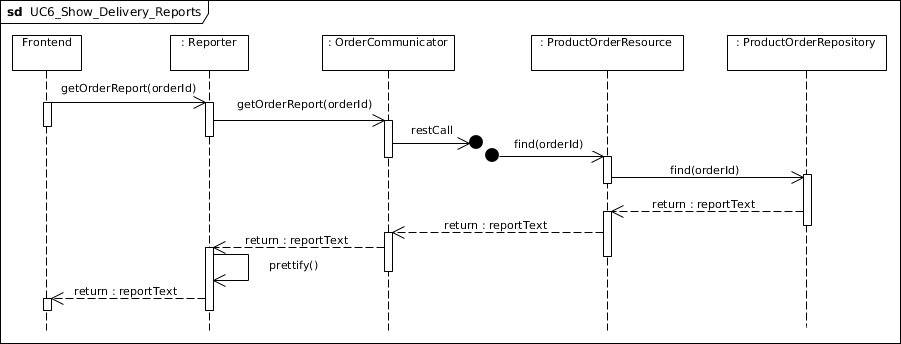 sd UC6_Show_Delivery_Reports
Frontend
: Reporter
: OrderCommunicator
: ProductOrderResource
: ProductOrderRepository
getOrderReport(orderId)
getOrderReport(orderId)
restCall
find(orderId)
find(orderId)
return : reportText
return : reportText
return : reportText
prettify()
return : reportText